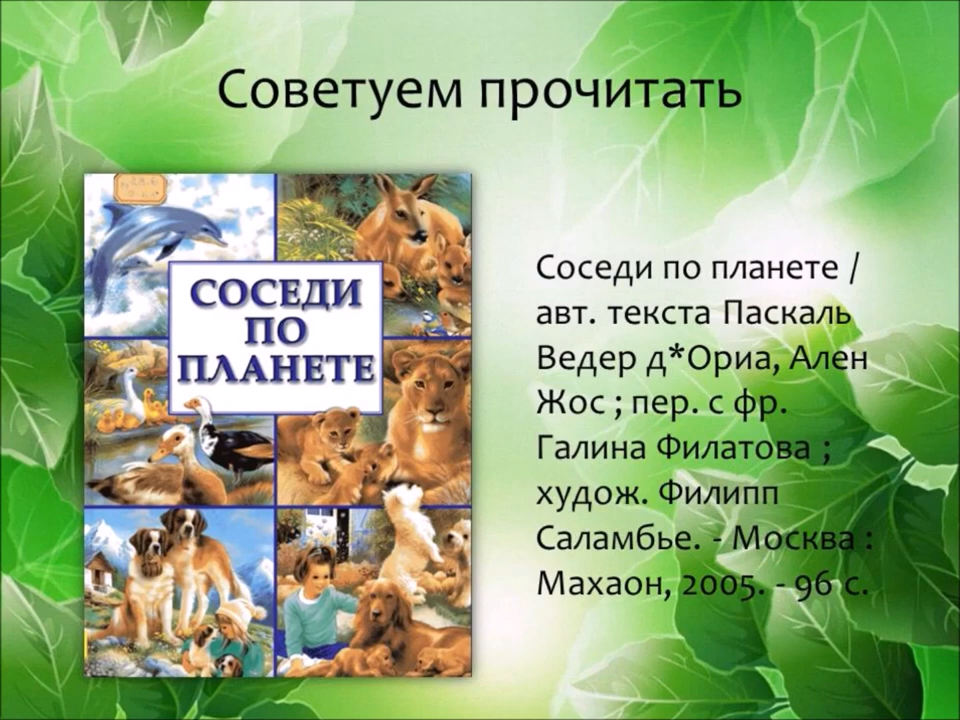 Советуем прочитать
СОСЕДИ
ПО
ПЛАНЕТЕ
Соседи по планете /
авт. текста Паскаль
Ведер д*Ориа, Ален
Жос ; пер. с фр.
Галина Филатова ;
худож. Филипп
Саламбье. - Москва :
Махаон, 2005. - 96 с.